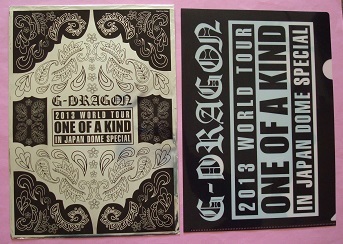 G-DRAGON
2013 WORLD TOUR
ONE OF A KIND
IN JAPAN DOME SPECIAL
G-DRAGON
2013 WORLD TOUR
ONE OF A KIND
IN JAPAN DOME SPECIAL